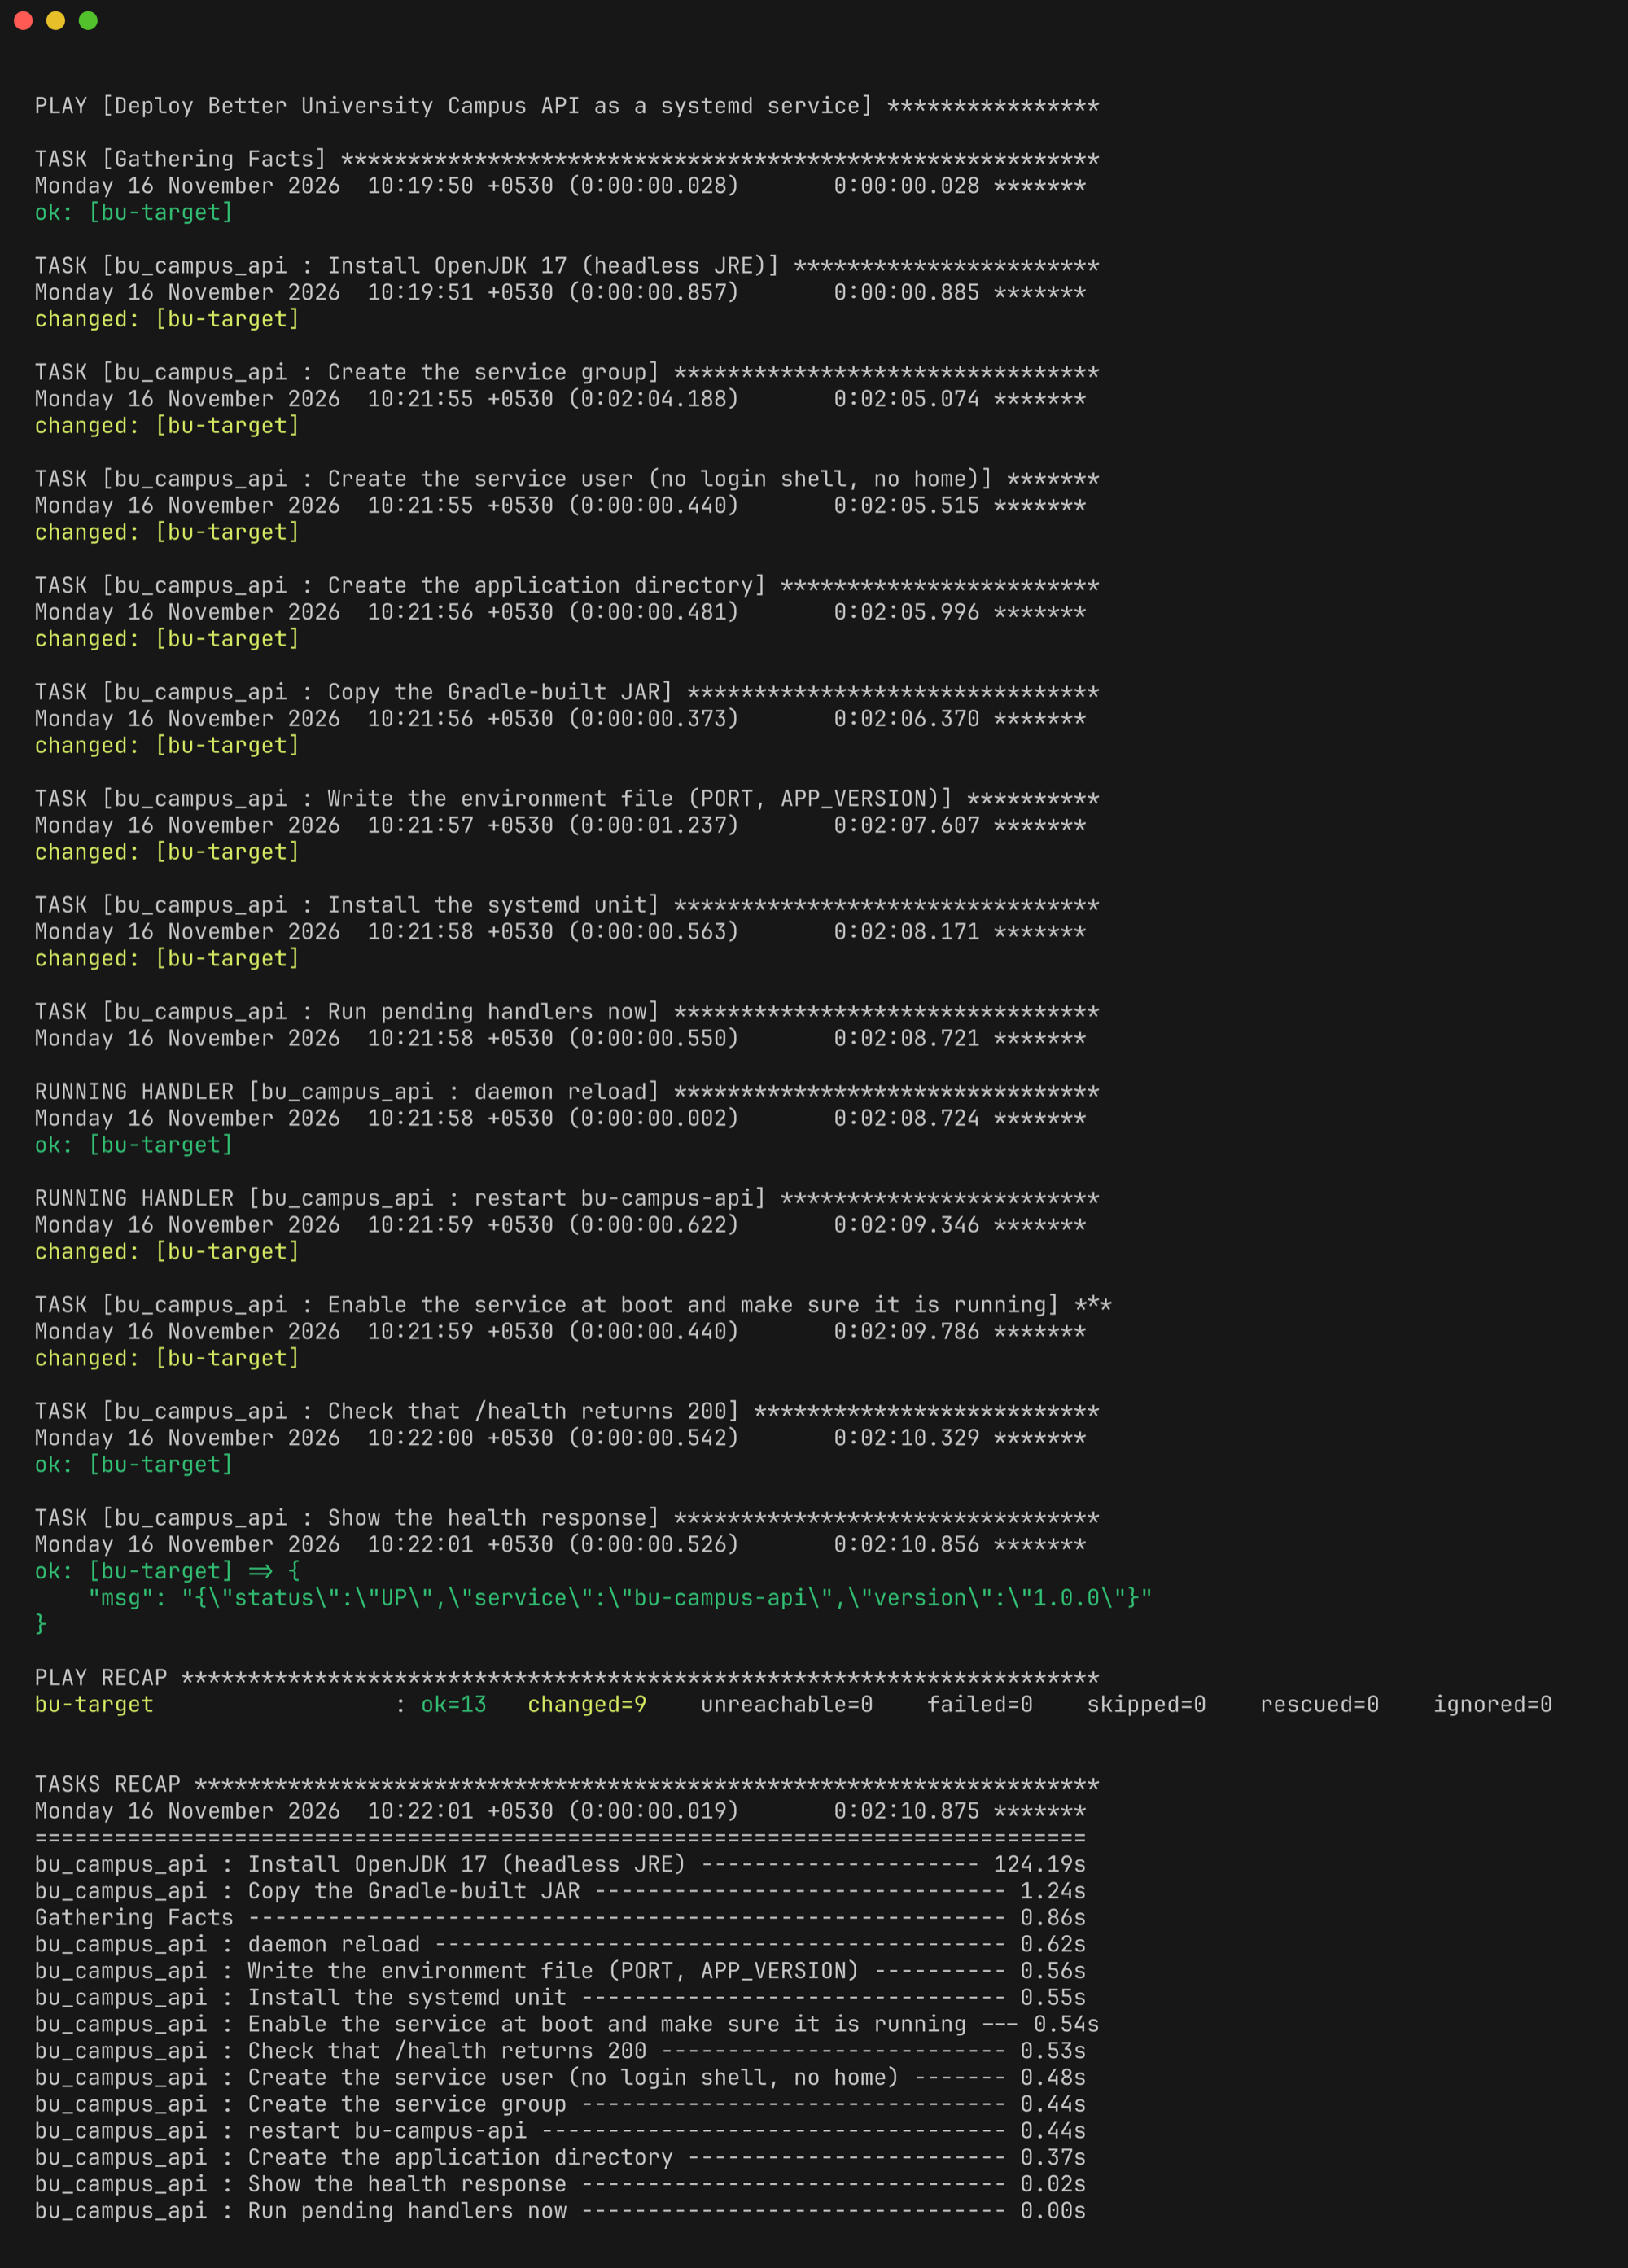 PLAY [Deploy Better University Campus API as a systemd service] ****************
TASK [Gathering Facts] *********************************************************
Monday 16 November 2026  10:19:50 +0530 (0:00:00.028)       0:00:00.028 *******
ok: [bu-target]
TASK [bu_campus_api : Install OpenJDK 17 (headless JRE)] ***********************
Monday 16 November 2026  10:19:51 +0530 (0:00:00.857)       0:00:00.885 *******
changed: [bu-target]
TASK [bu_campus_api : Create the service group] ********************************
Monday 16 November 2026  10:21:55 +0530 (0:02:04.188)       0:02:05.074 *******
changed: [bu-target]
TASK [bu_campus_api : Create the service user (no login shell, no home)] *******
Monday 16 November 2026  10:21:55 +0530 (0:00:00.440)       0:02:05.515 *******
changed: [bu-target]
TASK [bu_campus_api : Create the application directory] ************************
Monday 16 November 2026  10:21:56 +0530 (0:00:00.481)       0:02:05.996 *******
changed: [bu-target]
TASK [bu_campus_api : Copy the Gradle-built JAR] *******************************
Monday 16 November 2026  10:21:56 +0530 (0:00:00.373)       0:02:06.370 *******
changed: [bu-target]
TASK [bu_campus_api : Write the environment file (PORT, APP_VERSION)] **********
Monday 16 November 2026  10:21:57 +0530 (0:00:01.237)       0:02:07.607 *******
changed: [bu-target]
TASK [bu_campus_api : Install the systemd unit] ********************************
Monday 16 November 2026  10:21:58 +0530 (0:00:00.563)       0:02:08.171 *******
changed: [bu-target]
TASK [bu_campus_api : Run pending handlers now] ********************************
Monday 16 November 2026  10:21:58 +0530 (0:00:00.550)       0:02:08.721 *******
RUNNING HANDLER [bu_campus_api : daemon reload] ********************************
Monday 16 November 2026  10:21:58 +0530 (0:00:00.002)       0:02:08.724 *******
ok: [bu-target]
RUNNING HANDLER [bu_campus_api : restart bu-campus-api] ************************
Monday 16 November 2026  10:21:59 +0530 (0:00:00.622)       0:02:09.346 *******
changed: [bu-target]
TASK [bu_campus_api : Enable the service at boot and make sure it is running] ***
Monday 16 November 2026  10:21:59 +0530 (0:00:00.440)       0:02:09.786 *******
changed: [bu-target]
TASK [bu_campus_api : Check that /health returns 200] **************************
Monday 16 November 2026  10:22:00 +0530 (0:00:00.542)       0:02:10.329 *******
ok: [bu-target]
TASK [bu_campus_api : Show the health response] ********************************
Monday 16 November 2026  10:22:01 +0530 (0:00:00.526)       0:02:10.856 *******
ok: [bu-target] => {
    "msg": "{\"status\":\"UP\",\"service\":\"bu-campus-api\",\"version\":\"1.0.0\"}"
}
PLAY RECAP *********************************************************************
bu-target                  : ok=13   changed=9    unreachable=0    failed=0    skipped=0    rescued=0    ignored=0
TASKS RECAP ********************************************************************
Monday 16 November 2026  10:22:01 +0530 (0:00:00.019)       0:02:10.875 *******
===============================================================================
bu_campus_api : Install OpenJDK 17 (headless JRE) --------------------- 124.19s
bu_campus_api : Copy the Gradle-built JAR ------------------------------- 1.24s
Gathering Facts --------------------------------------------------------- 0.86s
bu_campus_api : daemon reload ------------------------------------------- 0.62s
bu_campus_api : Write the environment file (PORT, APP_VERSION) ---------- 0.56s
bu_campus_api : Install the systemd unit -------------------------------- 0.55s
bu_campus_api : Enable the service at boot and make sure it is running --- 0.54s
bu_campus_api : Check that /health returns 200 -------------------------- 0.53s
bu_campus_api : Create the service user (no login shell, no home) ------- 0.48s
bu_campus_api : Create the service group -------------------------------- 0.44s
bu_campus_api : restart bu-campus-api ----------------------------------- 0.44s
bu_campus_api : Create the application directory ------------------------ 0.37s
bu_campus_api : Show the health response -------------------------------- 0.02s
bu_campus_api : Run pending handlers now -------------------------------- 0.00s